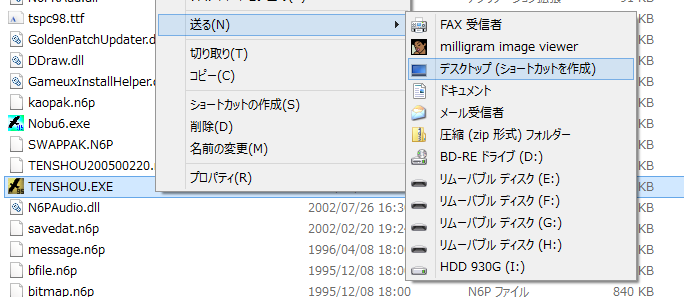 tspc98.ttf
GoldenPatchUpdater.d
DDraw.dll
GameuxInstallHelper.d
kaopak.n6p
Nobu6.exe
SWAPPAK.N6P
TENSHOU200500220.
TENSHOU.EXE
N6PAudio.dll 2002/07/26 16:3
savedat.n6p 2002/02/20 19:2
message.n6p 1996/04/08 18:00
bfile.n6p 1995/12/08 18:00
bitmap.n6p 1995/12/08 18:00 N6P ファイル 840 KB
送る(N)
切り取り(T)
コピー(C)
ショートカットの作成(S)
削除(D)
名前の変更(M)
プロパティ(R)
FAX 受信者
milligram image viewer
デスクトップ (ショートカットを作成)
ドキュメント
メール受信者
圧縮 (zip 形式) フォルダー
BD-RE ドライブ (D:)
リムーバブル ディスク (E:)
リムーバブル ディスク (F:)
リムーバブル ディスク (G:)
リムーバブル ディスク (H:)
HDD 930G (I:)
KB
KB
KB
KB
KB
KB
KB
KB
KB
KB
KB